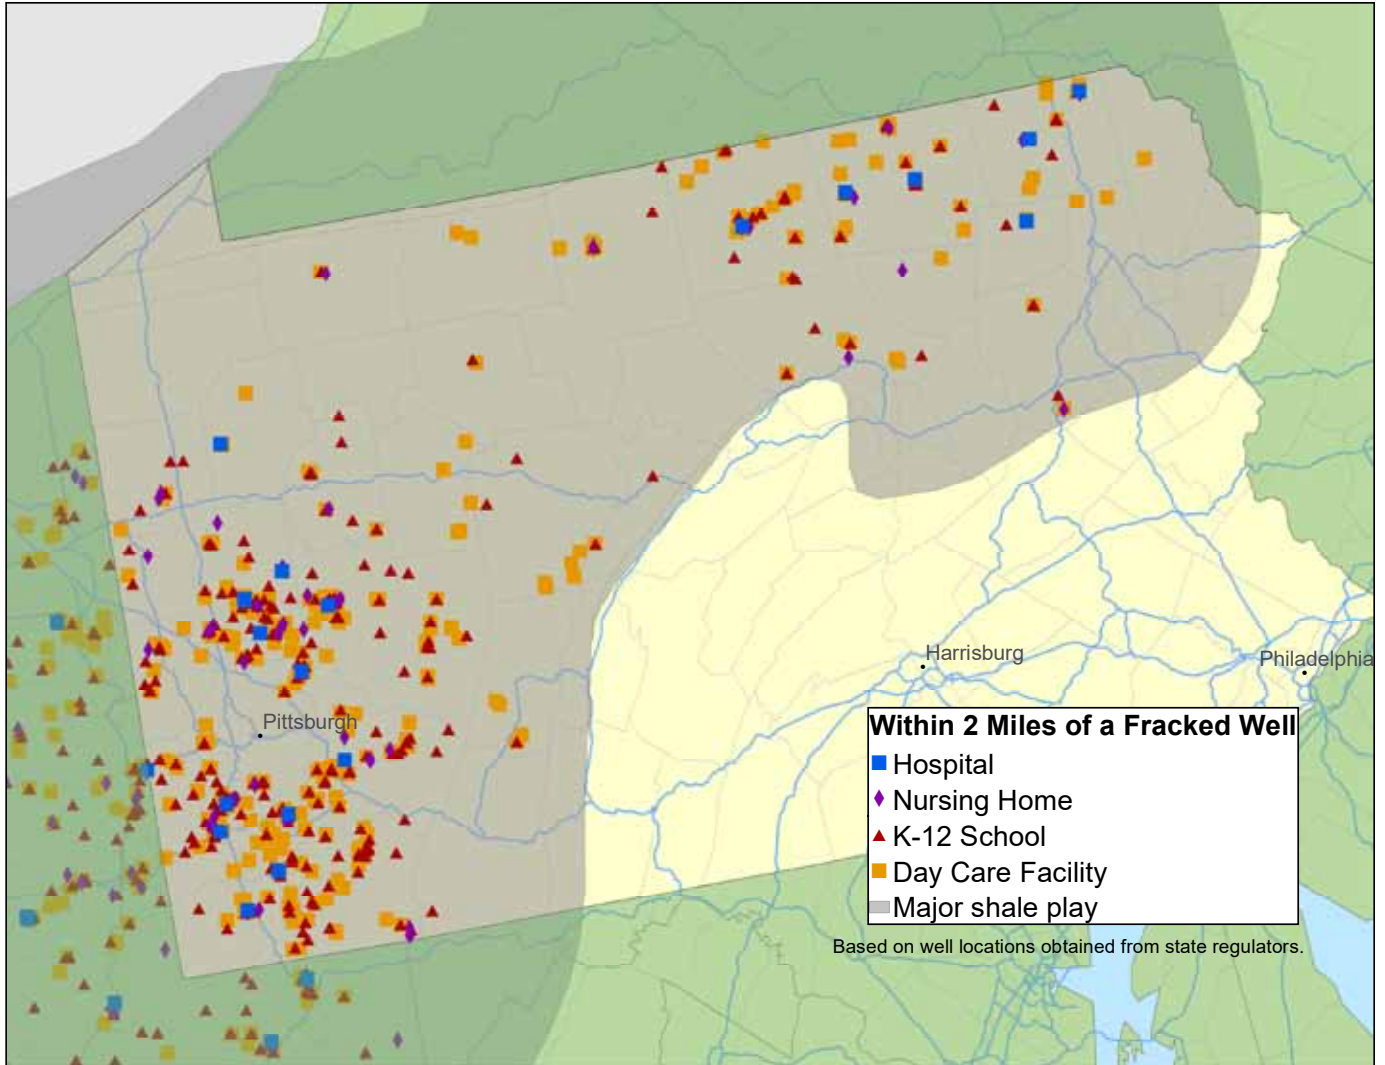 Harrisburg
Philadelphia
Pittsburgh
Within 2 Miles of a Fracked Well
Hospital
Nursing Home
K-12 School
Day Care Facility
Major shale play
Based on well locations obtained from state regulators.